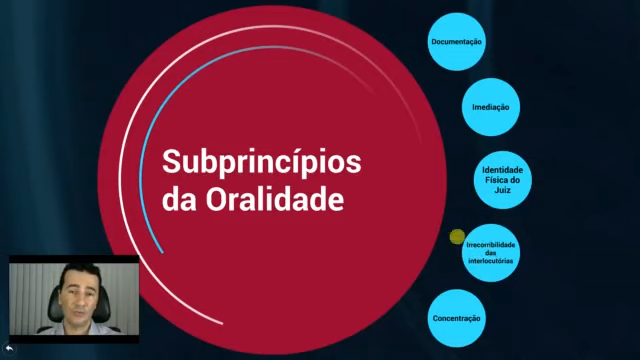 Subprincípios
da Oralidade
Documentação
Imediação
Identidade
Física do
Juiz
Irrecorribilidade
das
interlocutórias
Concentração